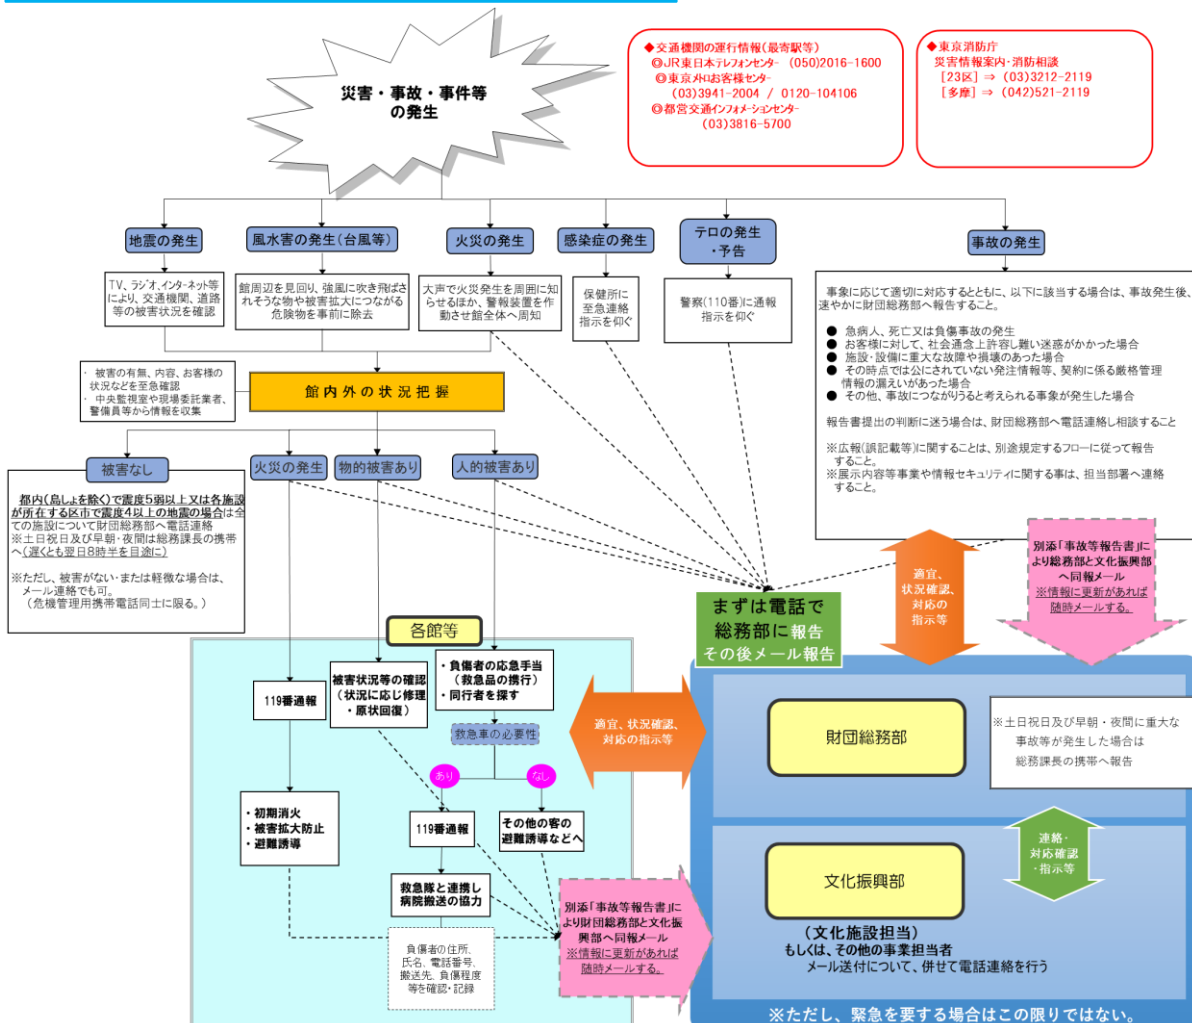 災害・事故・事件等
の発生
◆交通機関の運行情報(最寄駅等)
◎JR東日本テレフォンセンター (050)2016-1600
◎東京メトロお客様センター
(03)3941-2004 / 0120-104106
◎都営交通インフォメーションセンター
(03)3816-5700
◆東京消防庁
災害情報案内・消防相談
[23区] ⇒ (03)3212-2119
[多摩] ⇒ (042)521-2119
地震の発生
風水害の発生(台風等)
火災の発生
感染症の発生
テロの発生
・予告
事故の発生
TV、ラジオ、インターネット等
により、交通機関、道路
等の被害状況を確認
館周辺を見回り、強風に吹き飛ばさ
れそうな物や被害拡大につながる
危険物を事前に除去
大声で火災発生を周囲に知
らせるほか、警報装置を作
動させ館全体へ周知
保健所に
至急連絡
指示を仰ぐ
警察(110番)に通報
指示を仰ぐ
事象に応じて適切に対応するとともに、以下に該当する場合は、事故発生後、
速やかに財団総務部へ報告すること。
● 急病人、死亡又は負傷事故の発生
● お客様に対して、社会通念上許容し難い迷惑がかかった場合
● 施設・設備に重大な故障や損壊のあった場合
● その時点では公にされていない発注情報等、契約に係る厳格管理
情報の漏えいがあった場合
● その他、事故につながりうると考えられる事象が発生した場合
報告書提出の判断に迷う場合は、財団総務部へ電話連絡し相談すること
※広報(誤記載等)に関することは、別途規定するフローに従って報告
すること。
※展示内容等事業や情報セキュリティに関する事は、担当部署へ連絡
すること。
・ 被害の有無、内容、お客様の
状況などを至急確認
・ 中央監視室や現場委託業者、
警備員等から情報を収集
館内外の状況把握
被害なし
火災の発生
物的被害あり
人的被害あり
都内(島しょを除く)で震度5弱以上又は各施設
が所在する区市で震度4以上の地震の場合は全
ての施設について財団総務部へ電話連絡
※土日祝日及び早朝・夜間は総務課長の携帯
へ(遅くとも翌日8時半を目途に)
※ただし、被害がない・または軽微な場合は、
メール連絡でも可。
(危機管理用携帯電話同士に限る。)
適宜、
状況確認、
対応の
指示等
別添「事故等報告書」に
より総務部と文化振興部
へ同報メール
※情報に更新があれば
随時メールする。
まずは電話で
総務部に報告
その後メール報告
各館等
119番通報
被害状況等の確認
(状況に応じ修理
・原状回復)
・負傷者の応急手当
(救急品の携行)
・同行者を探す
救急車の必要性
あり
なし
適宜、状況確認、
対応の指示等
財団総務部
※土日祝日及び早朝・夜間に重大な
事故等が発生した場合は
総務課長の携帯へ報告
・初期消火
・被害拡大防止
・避難誘導
119番通報
その他の客の
避難誘導などへ
連絡・
対応確認
・指示等
救急隊と連携し
病院搬送の協力
文化振興部
別添「事故等報告書」に
より財団総務部と文化振
興部へ同報メール
※情報に更新があれば
随時メールする。
(文化施設担当)
もしくは、その他の事業担当者
メール送付について、併せて電話連絡を行う
負傷者の住所、
氏名、電話番号、
搬送先、負傷程度
等を確認・記録
※ただし、緊急を要する場合はこの限りではない。